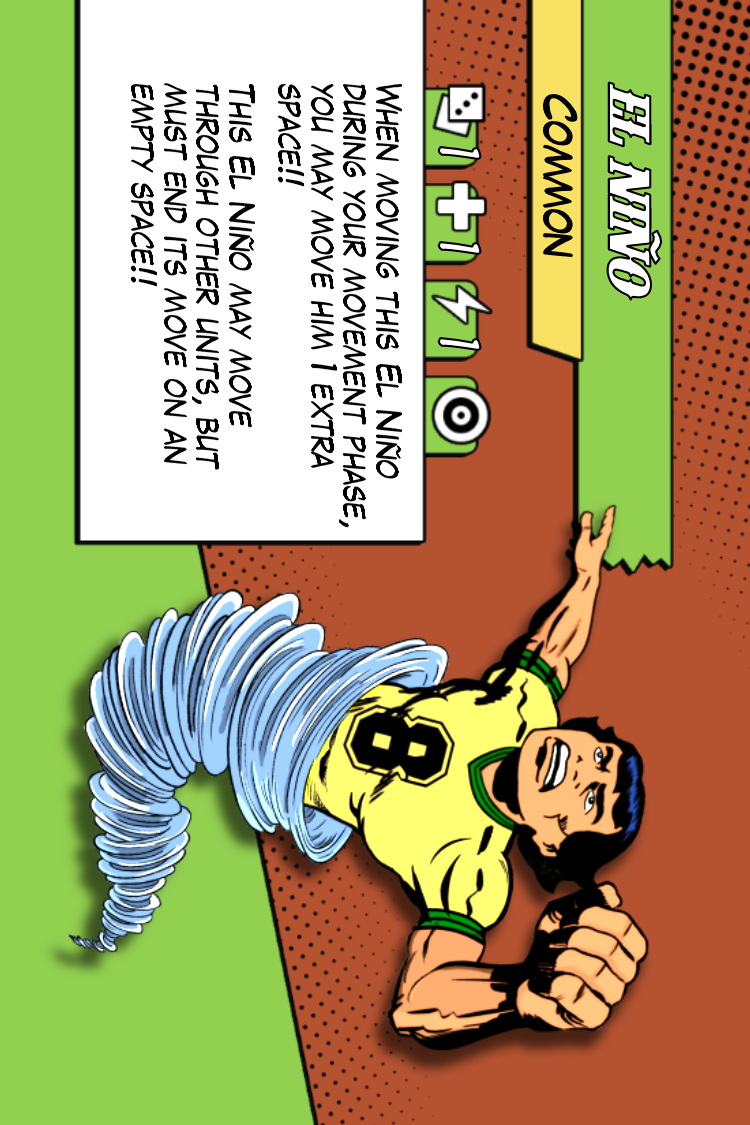 EL NIÑO
COMMON
1
1
1
WHEN MOVING THIS EL NIÑO
DURING YOUR MOVEMENT PHASE,
YOU MAY MOVE HIM 1 EXTRA
SPACE!!
THIS EL NIÑO MAY MOVE
THROUGH OTHER UNITS, BUT
MUST END ITS MOVE ON AN
EMPTY SPACE!!
8